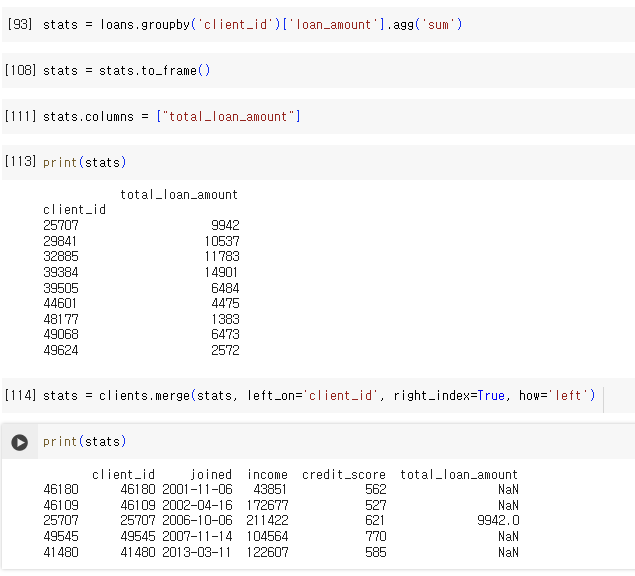 [93] stats = loans.groupby('client_id')['loan_amount'].agg('sum')
[108] stats = stats.to_frame()
[111] stats.columns = ["total_loan_amount"]
[113] print(stats)
total_loan_amount
client_id
25707 9942
29841 10537
32885 11783
39384 14901
39505 6484
44601 4475
48177 1383
49068 6473
49624 2572
[114] stats = clients.merge(stats, left_on='client_id', right_index=True, how='left')
print(stats)
client_id joined income credit_score total_loan_amount
46180 46180 2001-11-06 43851 562 NaN
46109 46109 2002-04-16 172677 527 NaN
25707 25707 2006-10-06 211422 621 9942.0
49545 49545 2007-11-14 104564 770 NaN
41480 41480 2013-03-11 122607 585 NaN